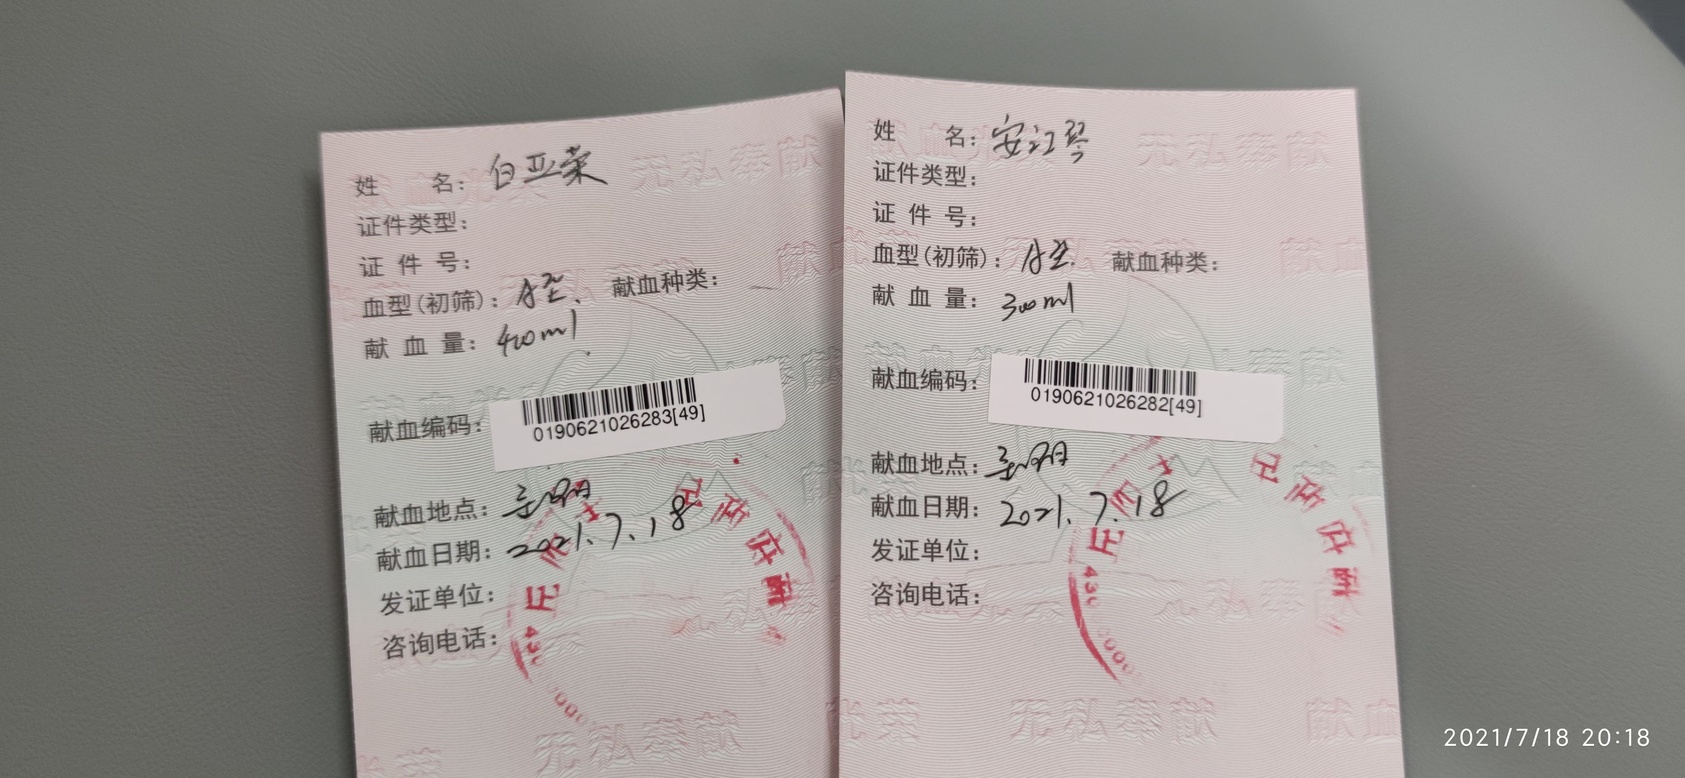 姓 名：白亚荣
证件类型：
证 件 号：
血型(初筛)：A型、 献血种类：
献 血 量：400ml
献血编码：
0190621026283[49]
献血地点：
献血日期：2021.7.18
发证单位：
咨询电话：
姓 名：安江琴
证件类型：
证 件 号：
血型(初筛)：A型. 献血种类：
献 血 量：300ml
献血编码：
0190621026282[49]
献血地点：
献血日期：2021.7.18
发证单位：
咨询电话：
无私奉献
献血光荣
2021/7/18 20:18